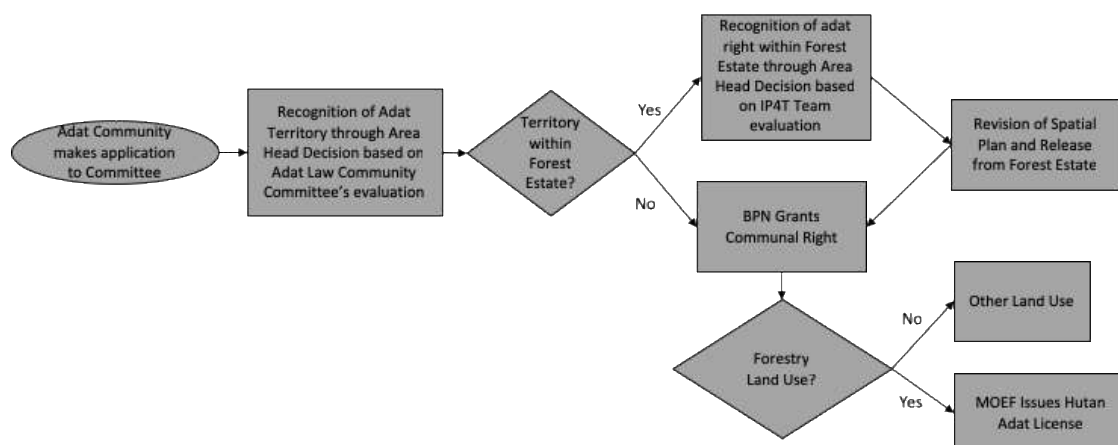 Adat Community
makes application
to Committee
Recognition of Adat
Territory through Area
Head Decision based on
Adat Law Community
Committee's evaluation
Territory
within
Forest
Estate?
Yes
No
Recognition of adat
right within Forest
Estate through Area
Head Decision based
on IP4T Team
evaluation
Revision of Spatial
Plan and Release
from Forest Estate
BPN Grants
Communal Right
Forestry
Land Use?
No
Yes
Other Land Use
MOEF Issues Hutan
Adat License